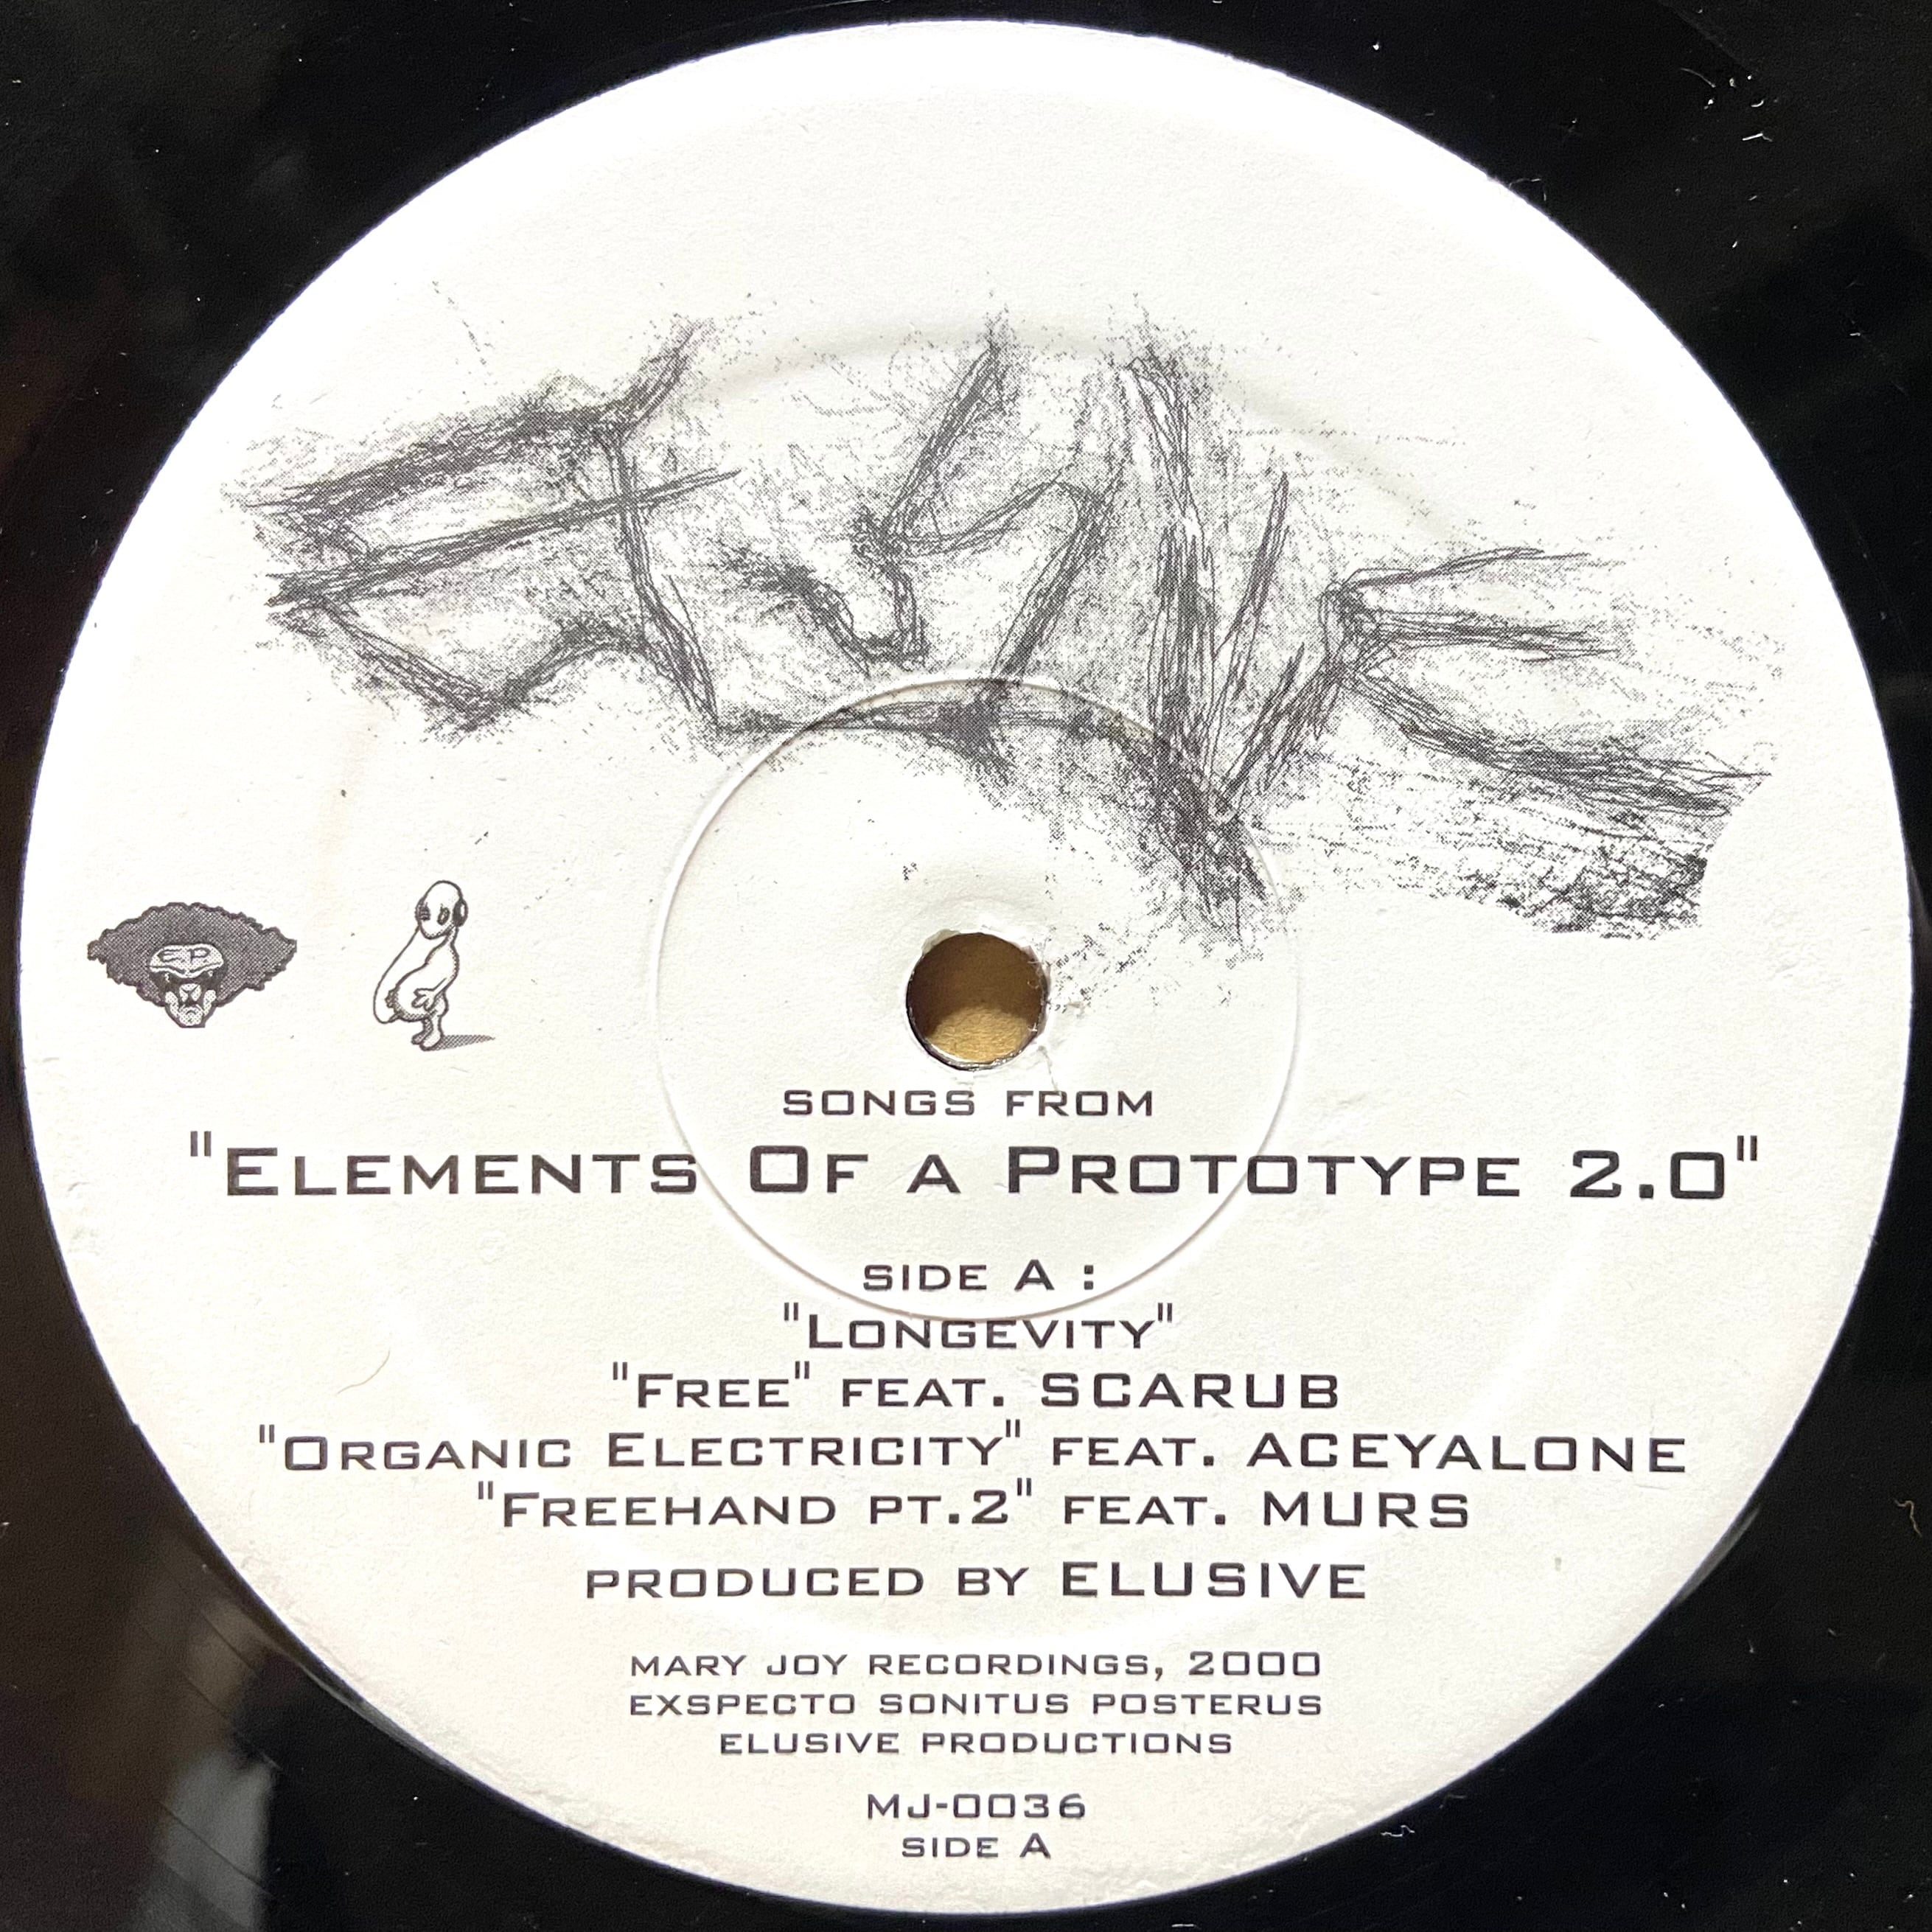 EP
SONGS FROM
"ELEMENTS OF A PROTOTYPE 2.0"
SIDE A :
"LONGEVITY"
"FREE" FEAT. SCARUB
"ORGANIC ELECTRICITY" FEAT. ACEYALONE
"FREEHAND PT.2" FEAT. MURS
PRODUCED BY ELUSIVE
MARY JOY RECORDINGS, 2000
EXSPECTO SONITUS POSTERUS
ELUSIVE PRODUCTIONS
MJ-0036
SIDE A